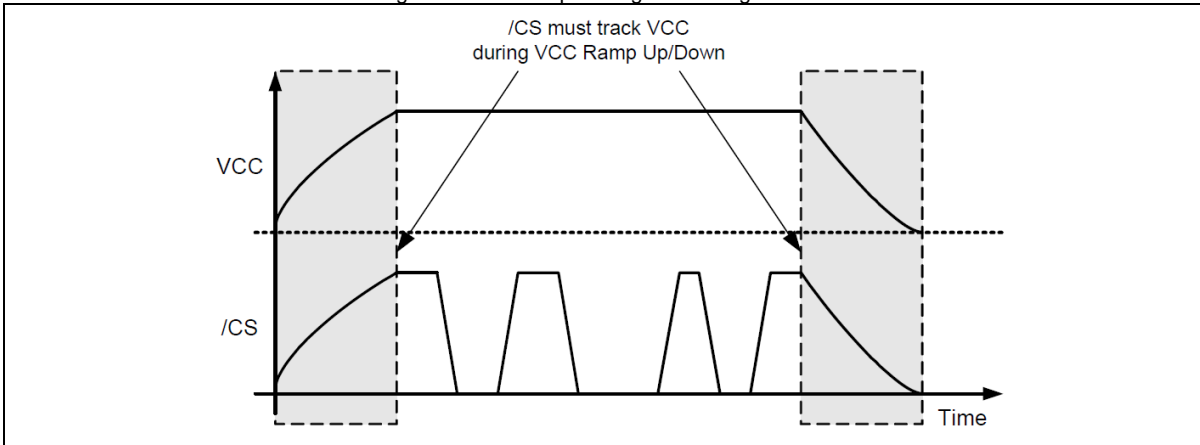 /CS must track VCC
during VCC Ramp Up/Down
VCC
/CS
Time